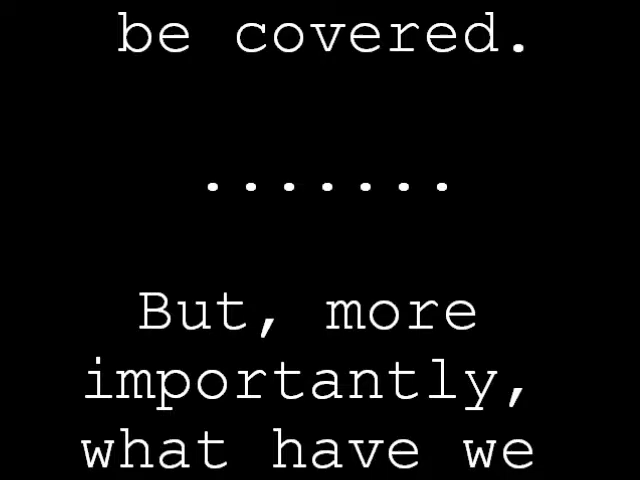 be covered.
.......
But, more
importantly,
what have we